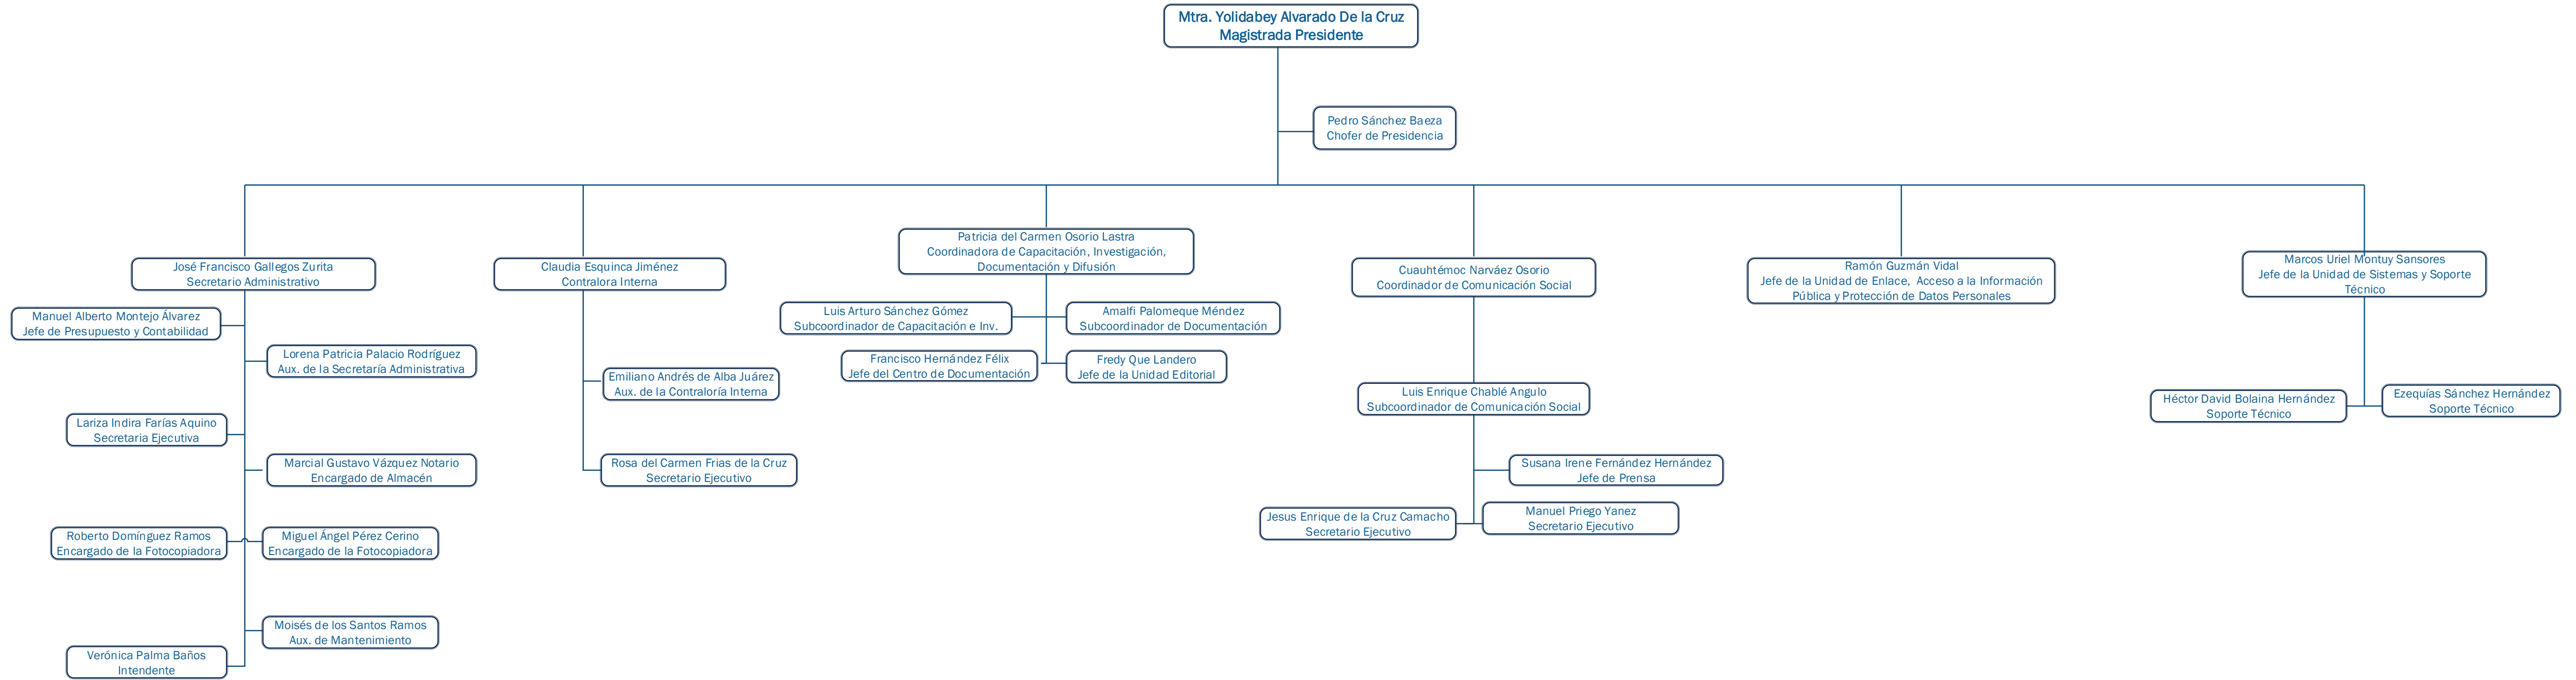 Mtra. Yolidabey Alvarado De la Cruz
Magistrada Presidente
Pedro Sánchez Baeza
Chofer de Presidencia
José Francisco Gallegos Zurita
Secretario Administrativo
Manuel Alberto Montejo Álvarez
Jefe de Presupuesto y Contabilidad
Lorena Patricia Palacio Rodríguez
Aux. de la Secretaría Administrativa
Lariza Indira Farías Aquino
Secretaria Ejecutiva
Marcial Gustavo Vázquez Notario
Encargado de Almacén
Roberto Domínguez Ramos
Encargado de la Fotocopiadora
Miguel Ángel Pérez Cerino
Encargado de la Fotocopiadora
Moisés de los Santos Ramos
Aux. de Mantenimiento
Verónica Palma Baños
Intendente
Claudia Esquinca Jiménez
Contralora Interna
Emiliano Andrés de Alba Juárez
Aux. de la Contraloría Interna
Rosa del Carmen Frias de la Cruz
Secretario Ejecutivo
Patricia del Carmen Osorio Lastra
Coordinadora de Capacitación, Investigación,
Documentación y Difusión
Luis Arturo Sánchez Gómez
Subcoordinador de Capacitación e Inv.
Amalfi Palomeque Méndez
Subcoordinador de Documentación
Francisco Hernández Félix
Jefe del Centro de Documentación
Fredy Que Landero
Jefe de la Unidad Editorial
Cuauhtémoc Narváez Osorio
Coordinador de Comunicación Social
Luis Enrique Chablé Angulo
Subcoordinador de Comunicación Social
Susana Irene Fernández Hernández
Jefe de Prensa
Jesus Enrique de la Cruz Camacho
Secretario Ejecutivo
Manuel Priego Yanez
Secretario Ejecutivo
Ramón Guzmán Vidal
Jefe de la Unidad de Enlace, Acceso a la Información
Pública y Protección de Datos Personales
Marcos Uriel Montuy Sansores
Jefe de la Unidad de Sistemas y Soporte
Técnico
Héctor David Bolaina Hernández
Soporte Técnico
Ezequías Sánchez Hernández
Soporte Técnico